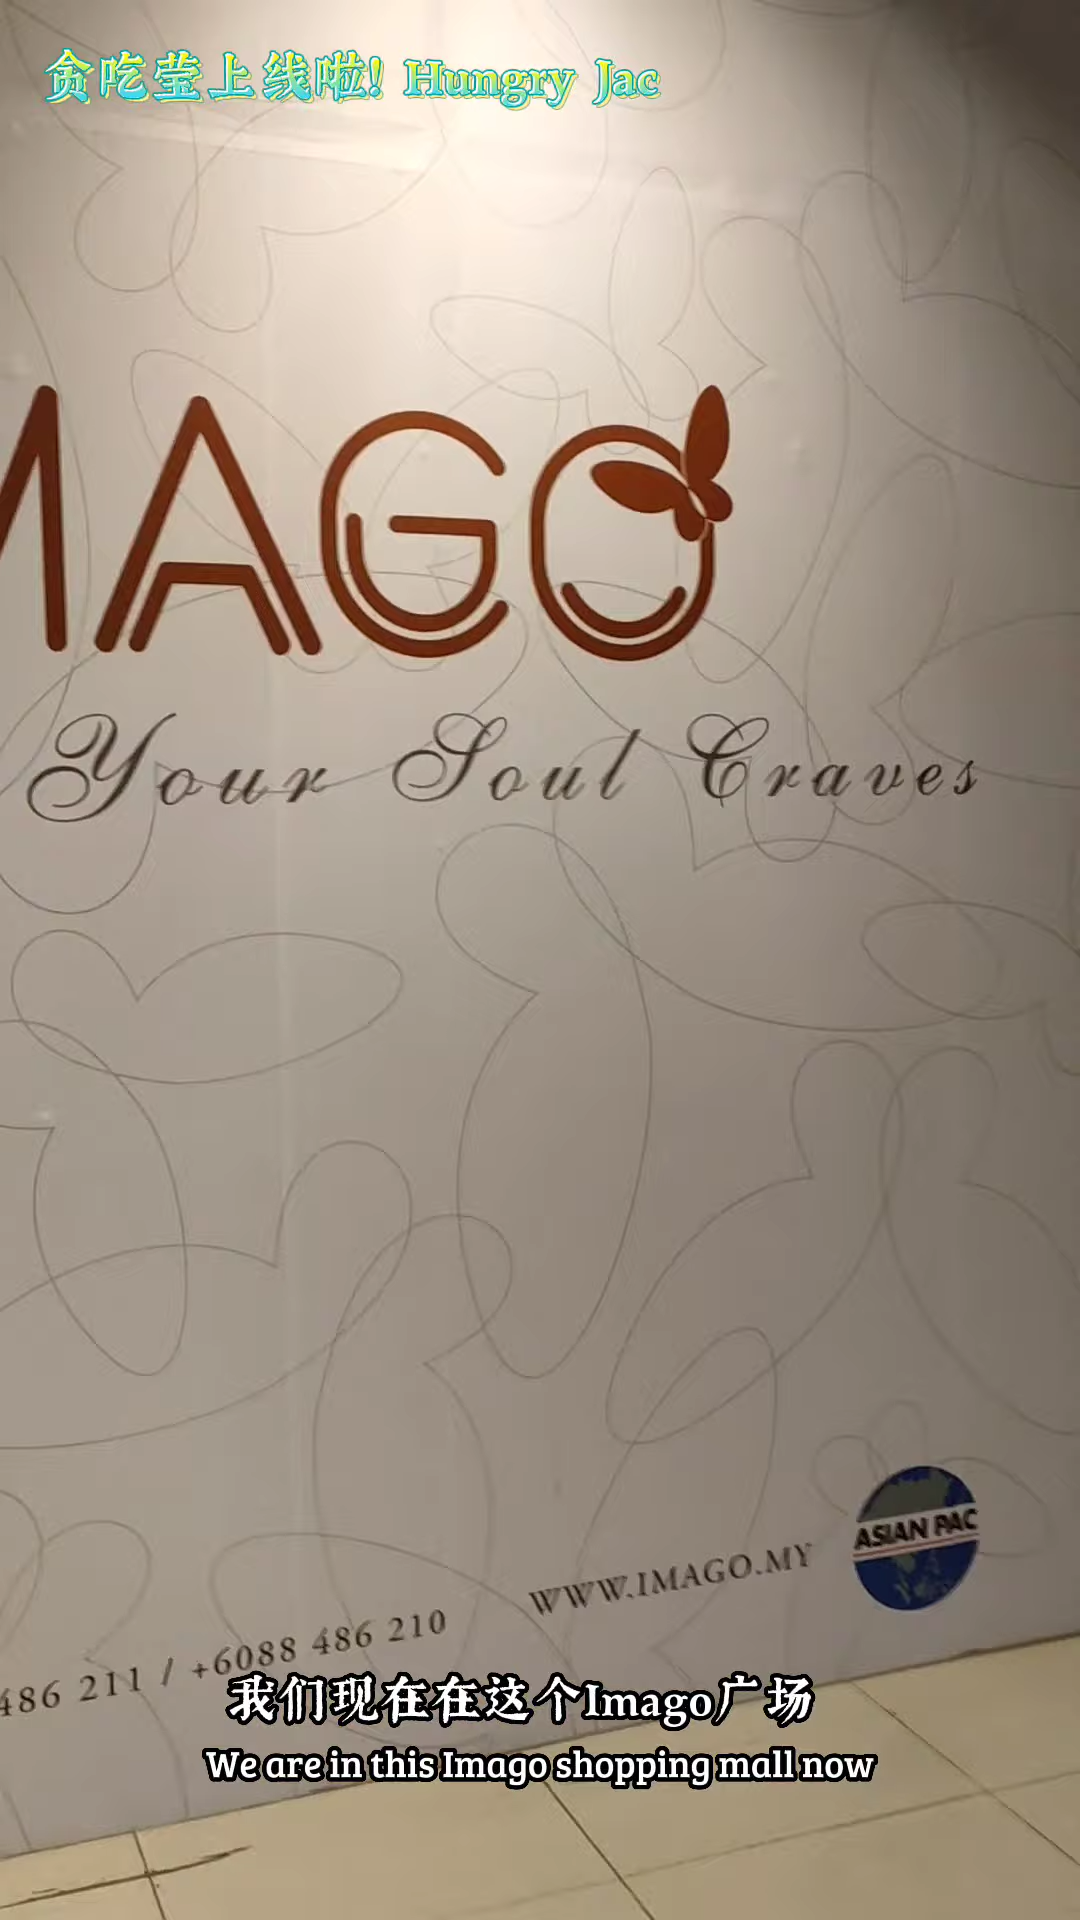 贪吃莹上线啦! Hungry Jac
MAGO
Your Soul Craves
ASIAN PAC
WWW.IMAGO.MY
486 211 / +6088 486 210
我们现在在这个Imago广场
We are in this Imago shopping mall now